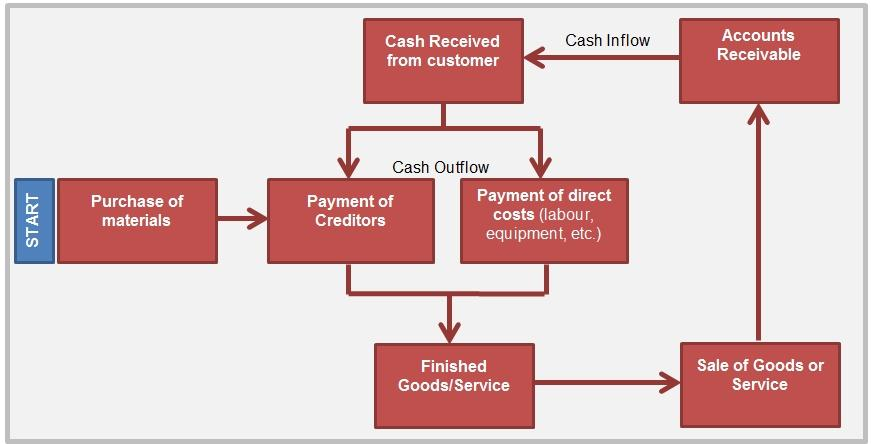 Cash Received
from customer
Cash Inflow
Accounts
Receivable
Cash Outflow
START
Purchase of
materials
Payment of
Creditors
Payment of direct
costs (labour,
equipment, etc.)
Finished
Goods/Service
Sale of Goods or
Service